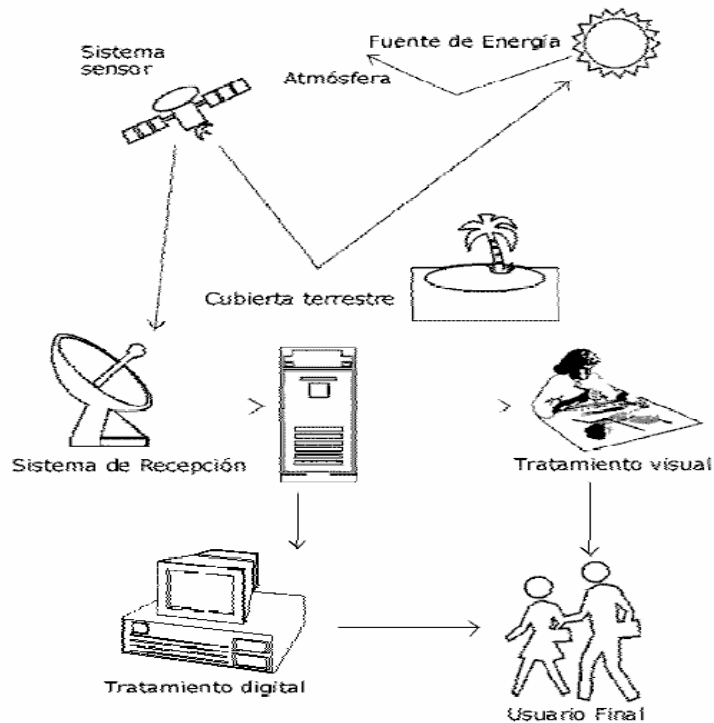 Fuente de Energía
Sistema
sensor
Atmósfera
Cubierta terrestre
Sistema de Recepción
Tratamiento visual
Tratamiento digital
Usuario Final